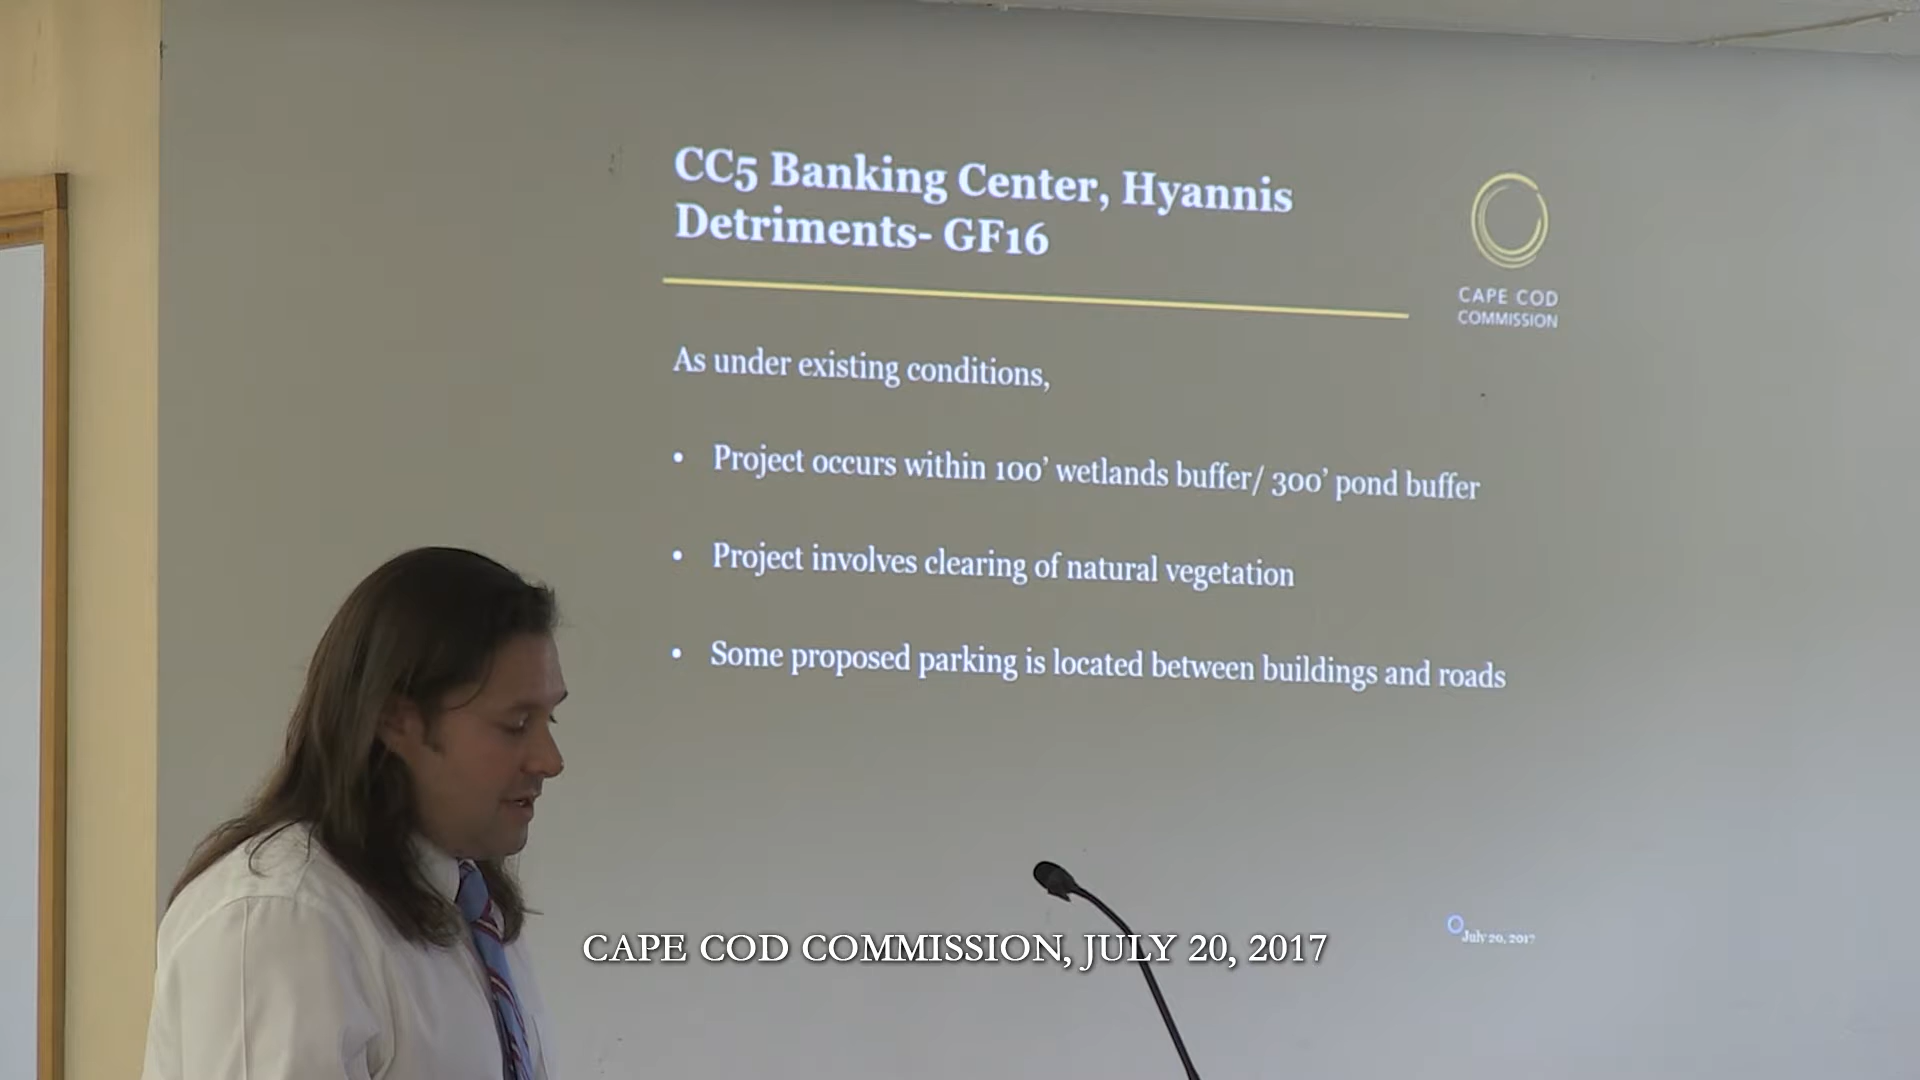 CC5 Banking Center, Hyannis
Detriments- GF16
CAPE COD
COMMISSION
As under existing conditions,
• Project occurs within 100’ wetlands buffer/ 300’ pond buffer
• Project involves clearing of natural vegetation
• Some proposed parking is located between buildings and roads
July 20, 2017
CAPE COD COMMISSION, JULY 20, 2017